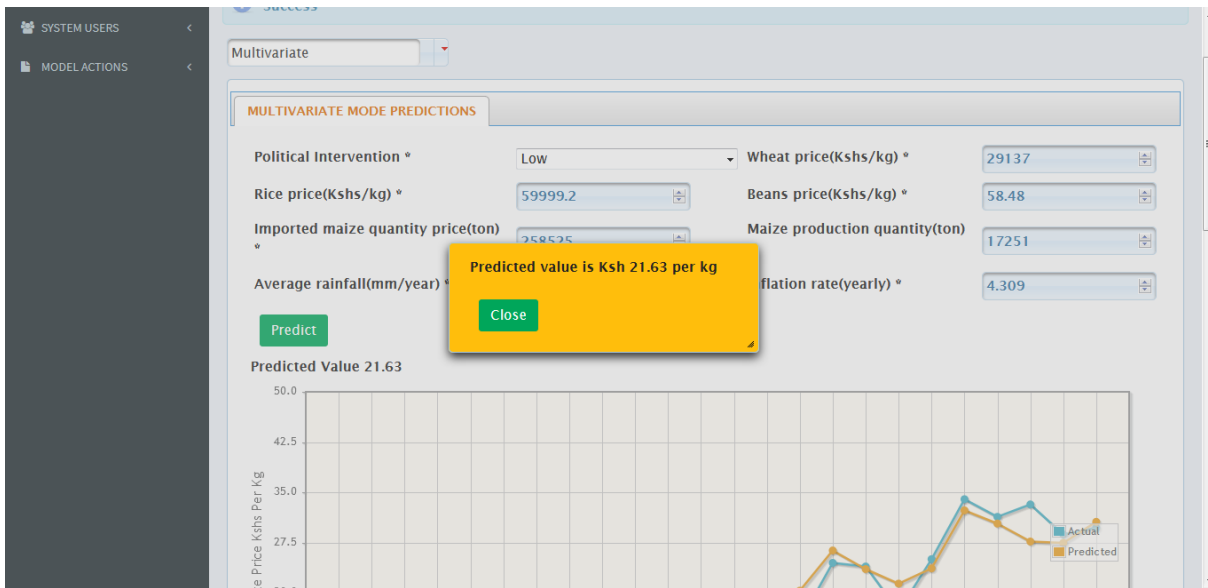 Success
SYSTEM USERS
MODEL ACTIONS
Multivariate
MULTIVARIATE MODE PREDICTIONS
Political Intervention *
Low
Wheat price(Kshs/kg) *
29137
Rice price(Kshs/kg) *
59999.2
Beans price(Kshs/kg) *
58.48
Imported maize quantity price(ton)
*
258525
Maize production quantity(ton)
17251
Predicted value is Ksh 21.63 per kg
Close
Average rainfall(mm/year) *
flation rate(yearly) *
4.309
Predict
Predicted Value 21.63
50.0
42.5
35.0
27.5
Price Kshs Per Kg
Actual
Predicted